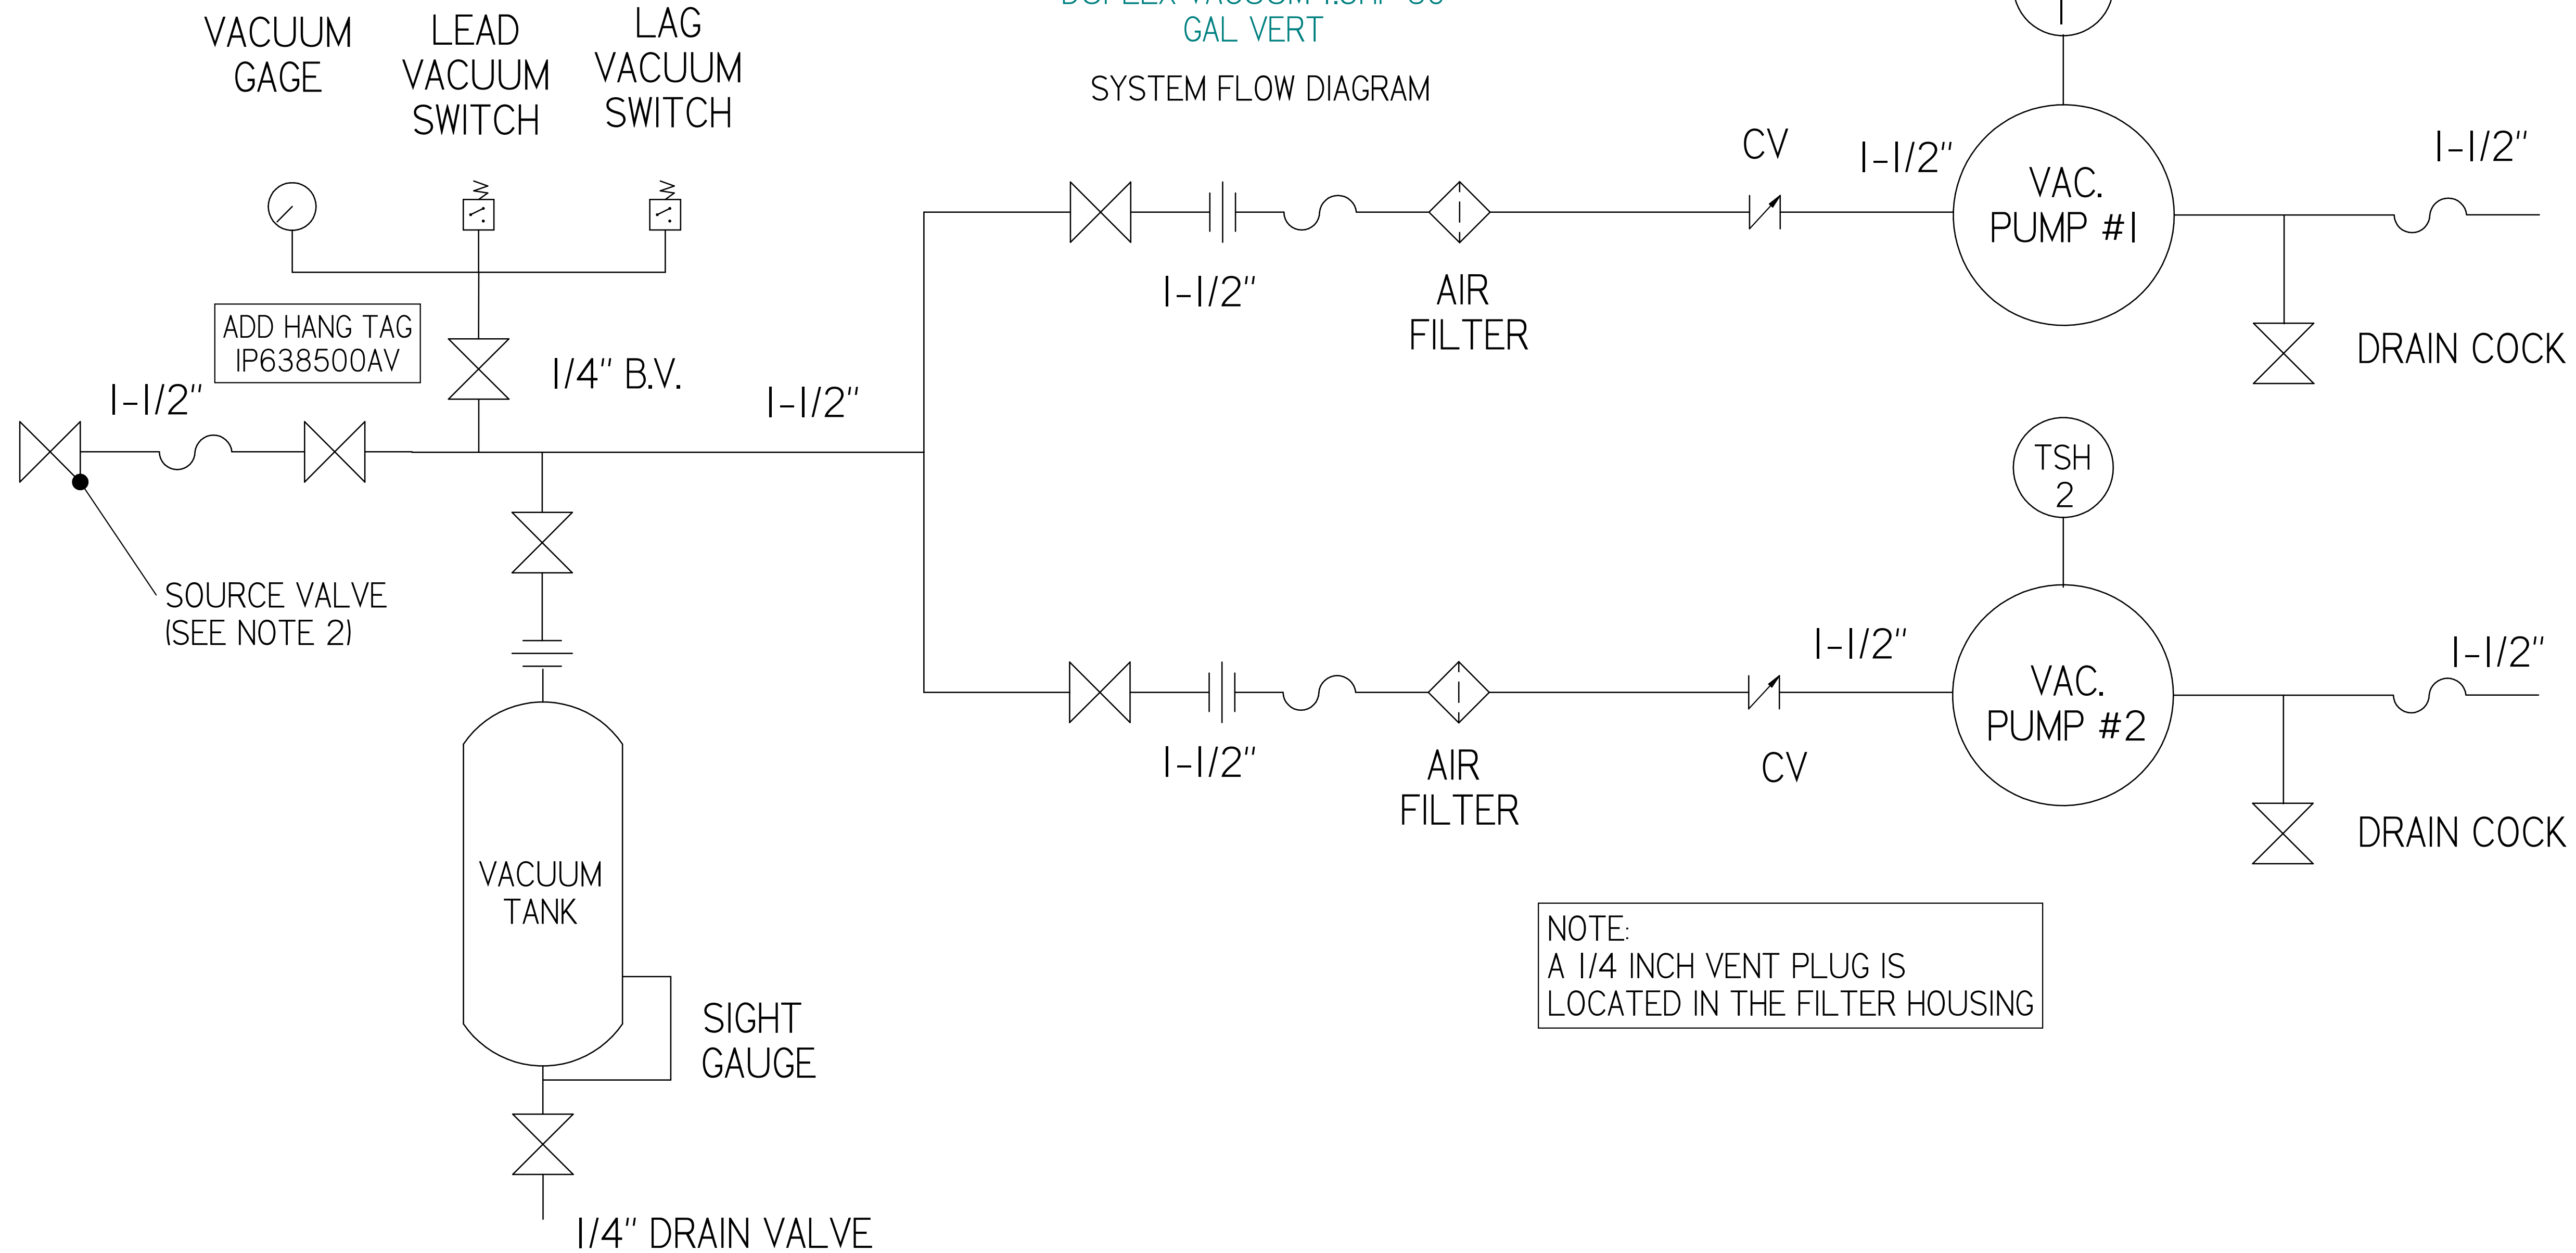 VACUUM
GAGE
LEAD
VACUUM
SWITCH
LAG
VACUUM
SWITCH
GAL VERT
SYSTEM FLOW DIAGRAM
1
CV
1-1/2"
VAC.
PUMP #1
1-1/2"
1-1/2"
AIR
FILTER
DRAIN COCK
ADD HANG TAG
IP638500AV
1/4" B.V.
1-1/2"
1-1/2"
SOURCE VALVE
(SEE NOTE 2)
TSH
2
1-1/2"
VAC.
PUMP #2
1-1/2"
1-1/2"
AIR
FILTER
CV
DRAIN COCK
VACUUM
TANK
SIGHT
GAUGE
1/4" DRAIN VALVE
NOTE:
A 1/4 INCH VENT PLUG IS
LOCATED IN THE FILTER HOUSING